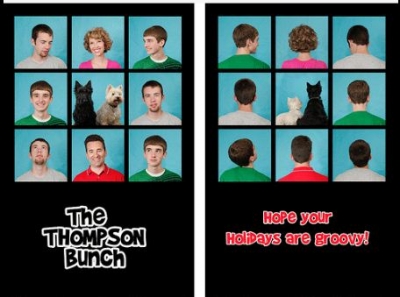 The
THOMPSON
Bunch
HOPE YOUR
HOLIDAYS ARE GROOVY!